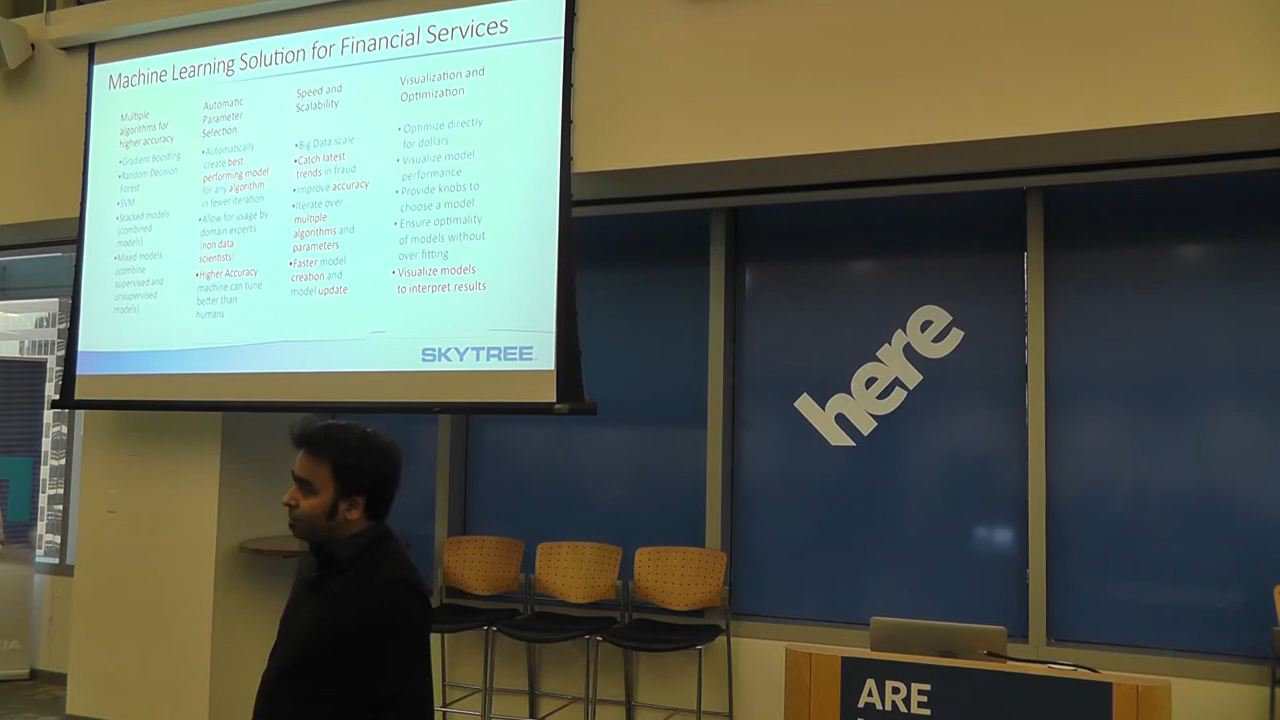 Machine Learning Solution for Financial Services
Multiple
algorithms for
higher accuracy
•Gradient Boosting
•Random Decision
Forest
•SVM
•Stacked models
(combined
models)
•Mixed models
(combine
supervised and
unsupervised
models)
Automatic
Parameter
Selection
•Automatically
create best
performing model
for any algorithm
in fewer iteration
•Allow for usage by
domain experts
(non data
scientists)
•Higher Accuracy
machine can tune
better than
humans
Speed and
Scalability
•Big Data scale
•Catch latest
trends in fraud
•Improve accuracy
•Iterate over
multiple
algorithms and
parameters
•Faster model
creation and
model update
Visualization and
Optimization
• Optimize directly
for dollars
• Visualize model
performance
• Provide knobs to
choose a model
• Ensure optimality
of models without
over fitting
• Visualize models
to interpret results
SKYTREE
here
ARE